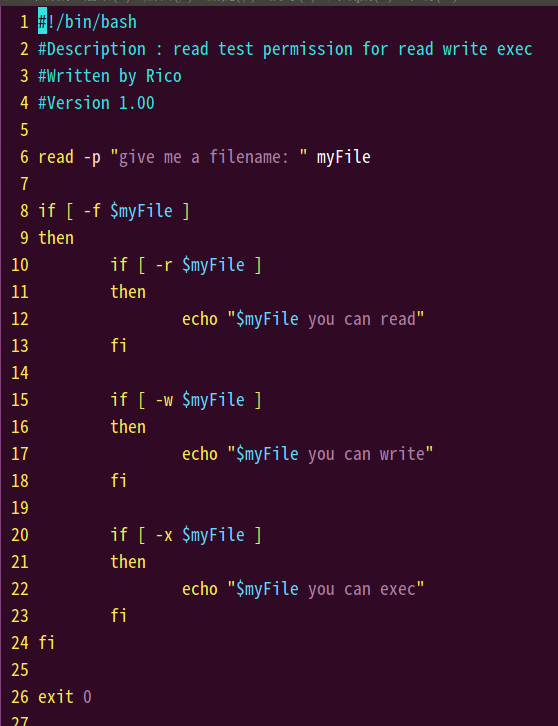 1 #!/bin/bash
2 #Description : read test permission for read write exec
3 #Written by Rico
4 #Version 1.00
5
6 read -p "give me a filename: " myFile
7
8 if [ -f $myFile ]
9 then
10 if [ -r $myFile ]
11 then
12 echo "$myFile you can read"
13 fi
14
15 if [ -w $myFile ]
16 then
17 echo "$myFile you can write"
18 fi
19
20 if [ -x $myFile ]
21 then
22 echo "$myFile you can exec"
23 fi
24 fi
25
26 exit 0
27